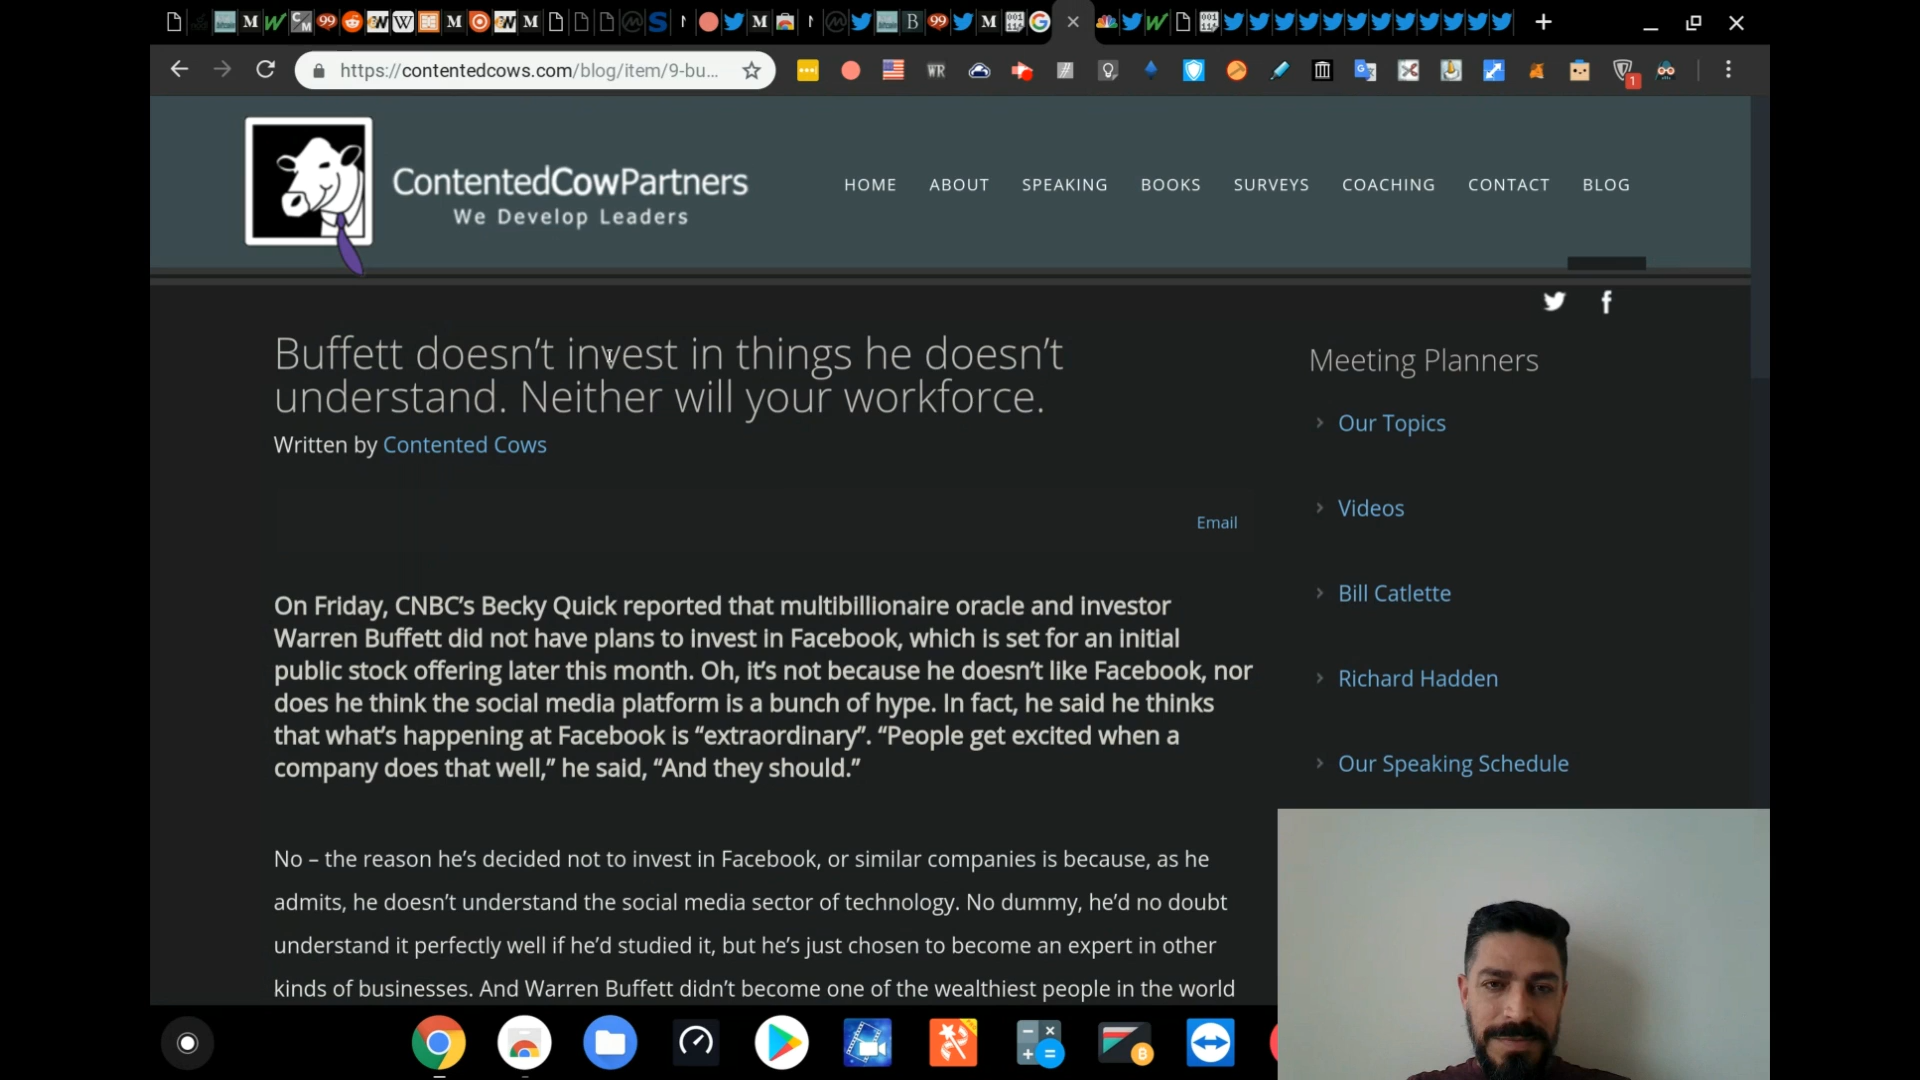 https://contentedcows.com/blog/item/9-bu...
ContentedCowPartners
We Develop Leaders
HOME ABOUT SPEAKING BOOKS SURVEYS COACHING CONTACT BLOG
Buffett doesn’t invest in things he doesn’t
understand. Neither will your workforce.
Written by Contented Cows
Email
On Friday, CNBC’s Becky Quick reported that multibillionaire oracle and investor
Warren Buffett did not have plans to invest in Facebook, which is set for an initial
public stock offering later this month. Oh, it’s not because he doesn’t like Facebook, nor
does he think the social media platform is a bunch of hype. In fact, he said he thinks
that what’s happening at Facebook is “extraordinary”. “People get excited when a
company does that well,” he said, “And they should.”
No – the reason he’s decided not to invest in Facebook, or similar companies is because, as he
admits, he doesn’t understand the social media sector of technology. No dummy, he’d no doubt
understand it perfectly well if he’d studied it, but he’s just chosen to become an expert in other
kinds of businesses. And Warren Buffett didn’t become one of the wealthiest people in the world
Meeting Planners
Our Topics
Videos
Bill Catlette
Richard Hadden
Our Speaking Schedule